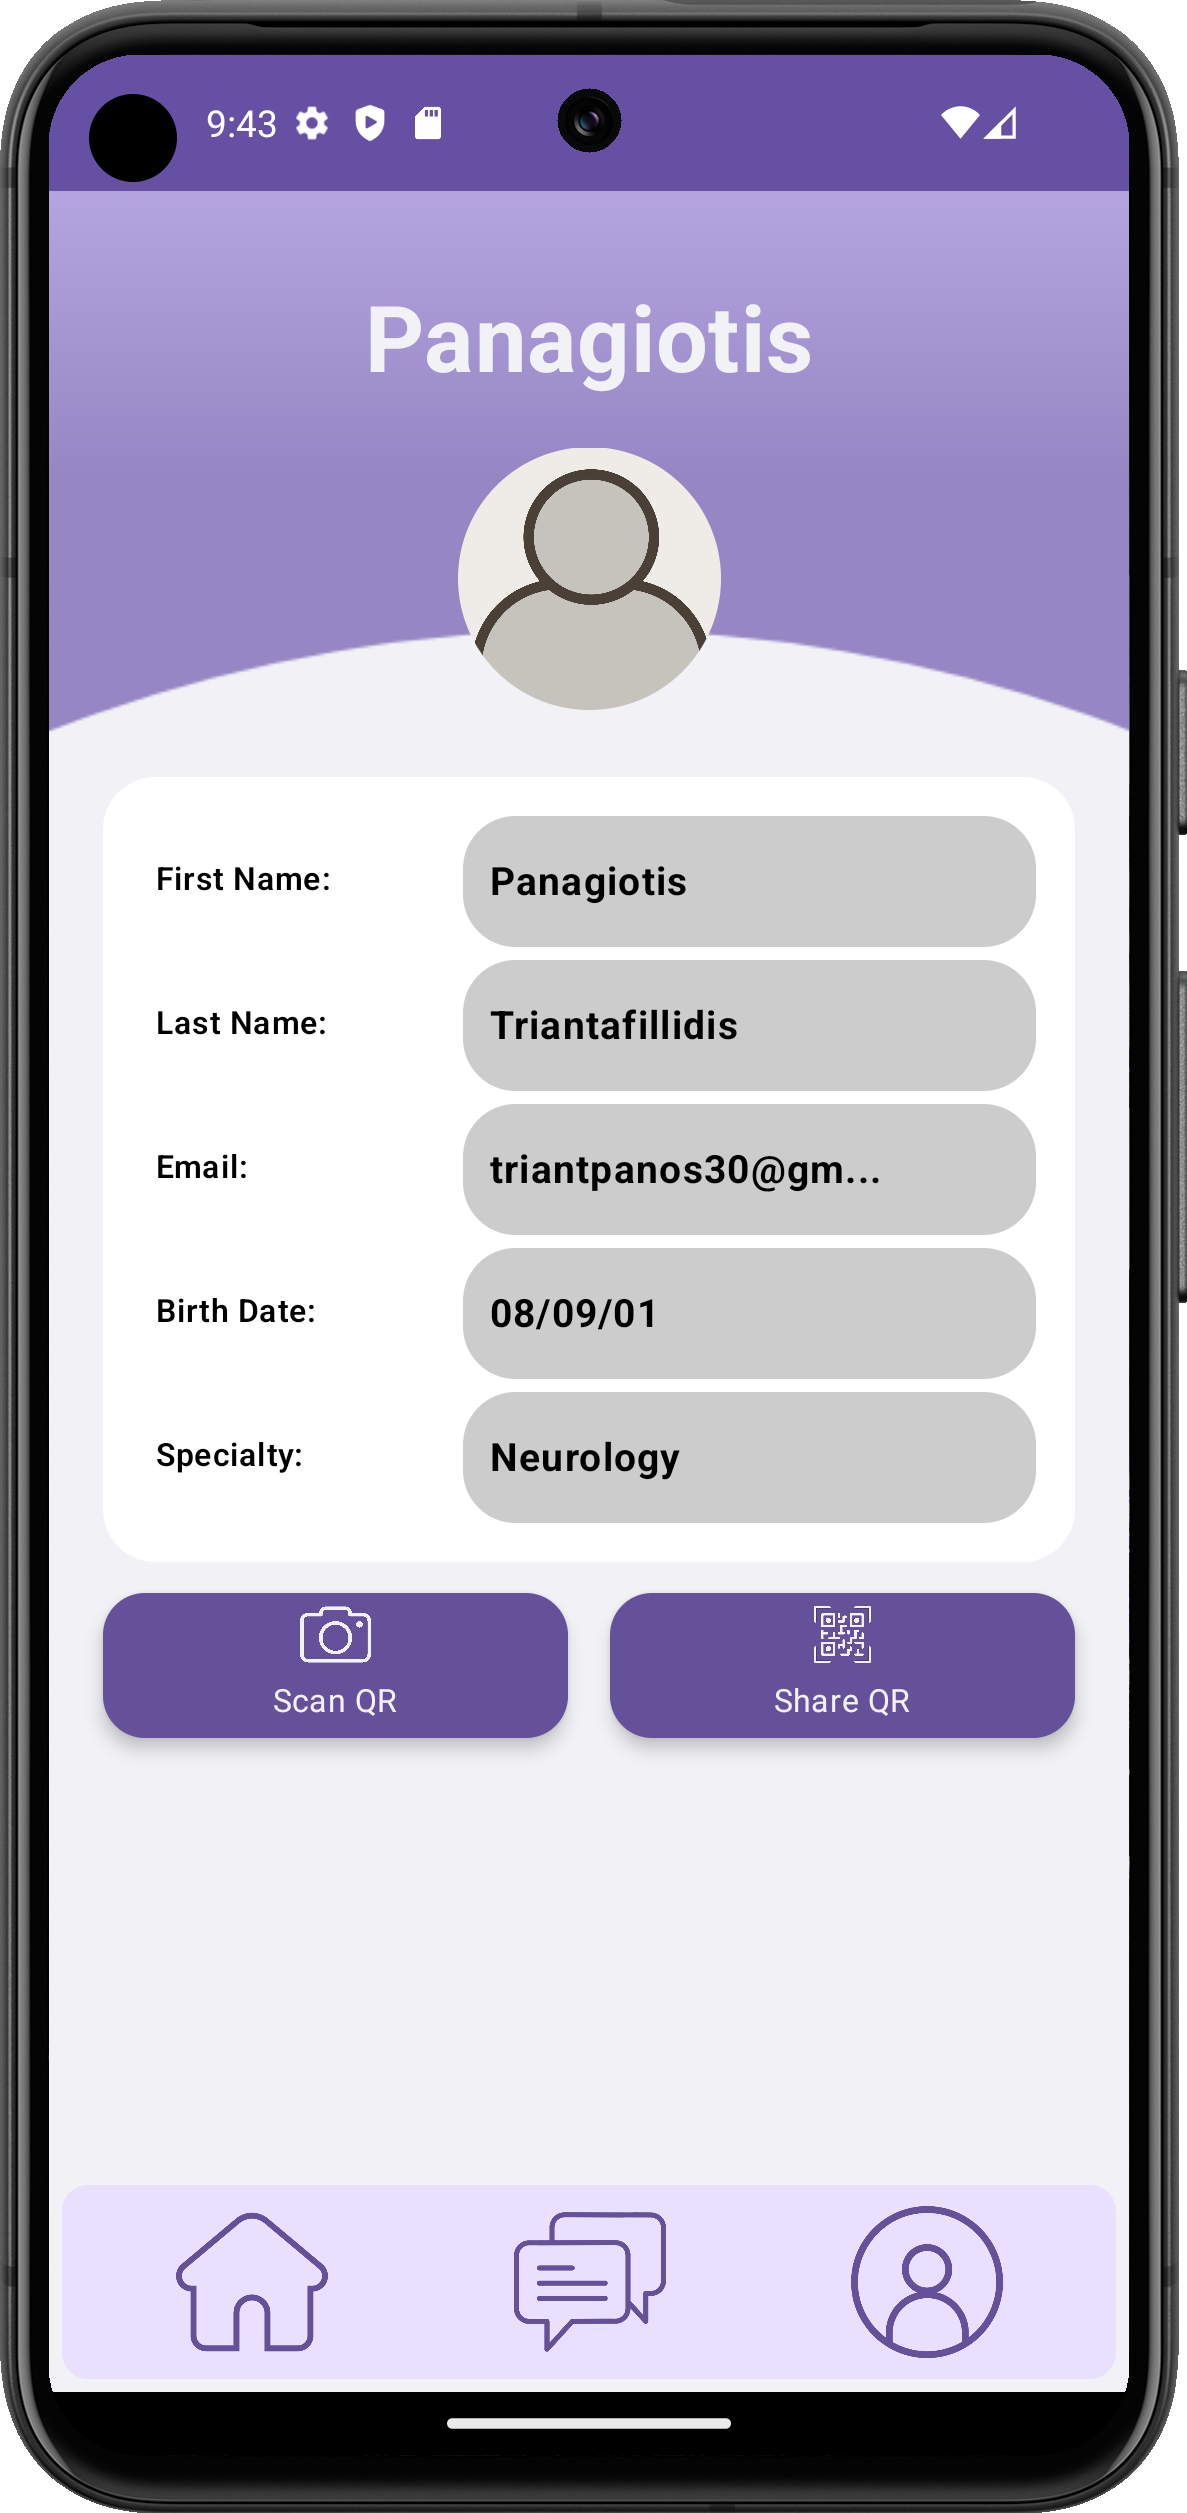 9:43
Panagiotis
First Name: Panagiotis
Last Name: Triantafillidis
Email: triantpanos30@gm...
Birth Date: 08/09/01
Specialty: Neurology
Scan QR
Share QR